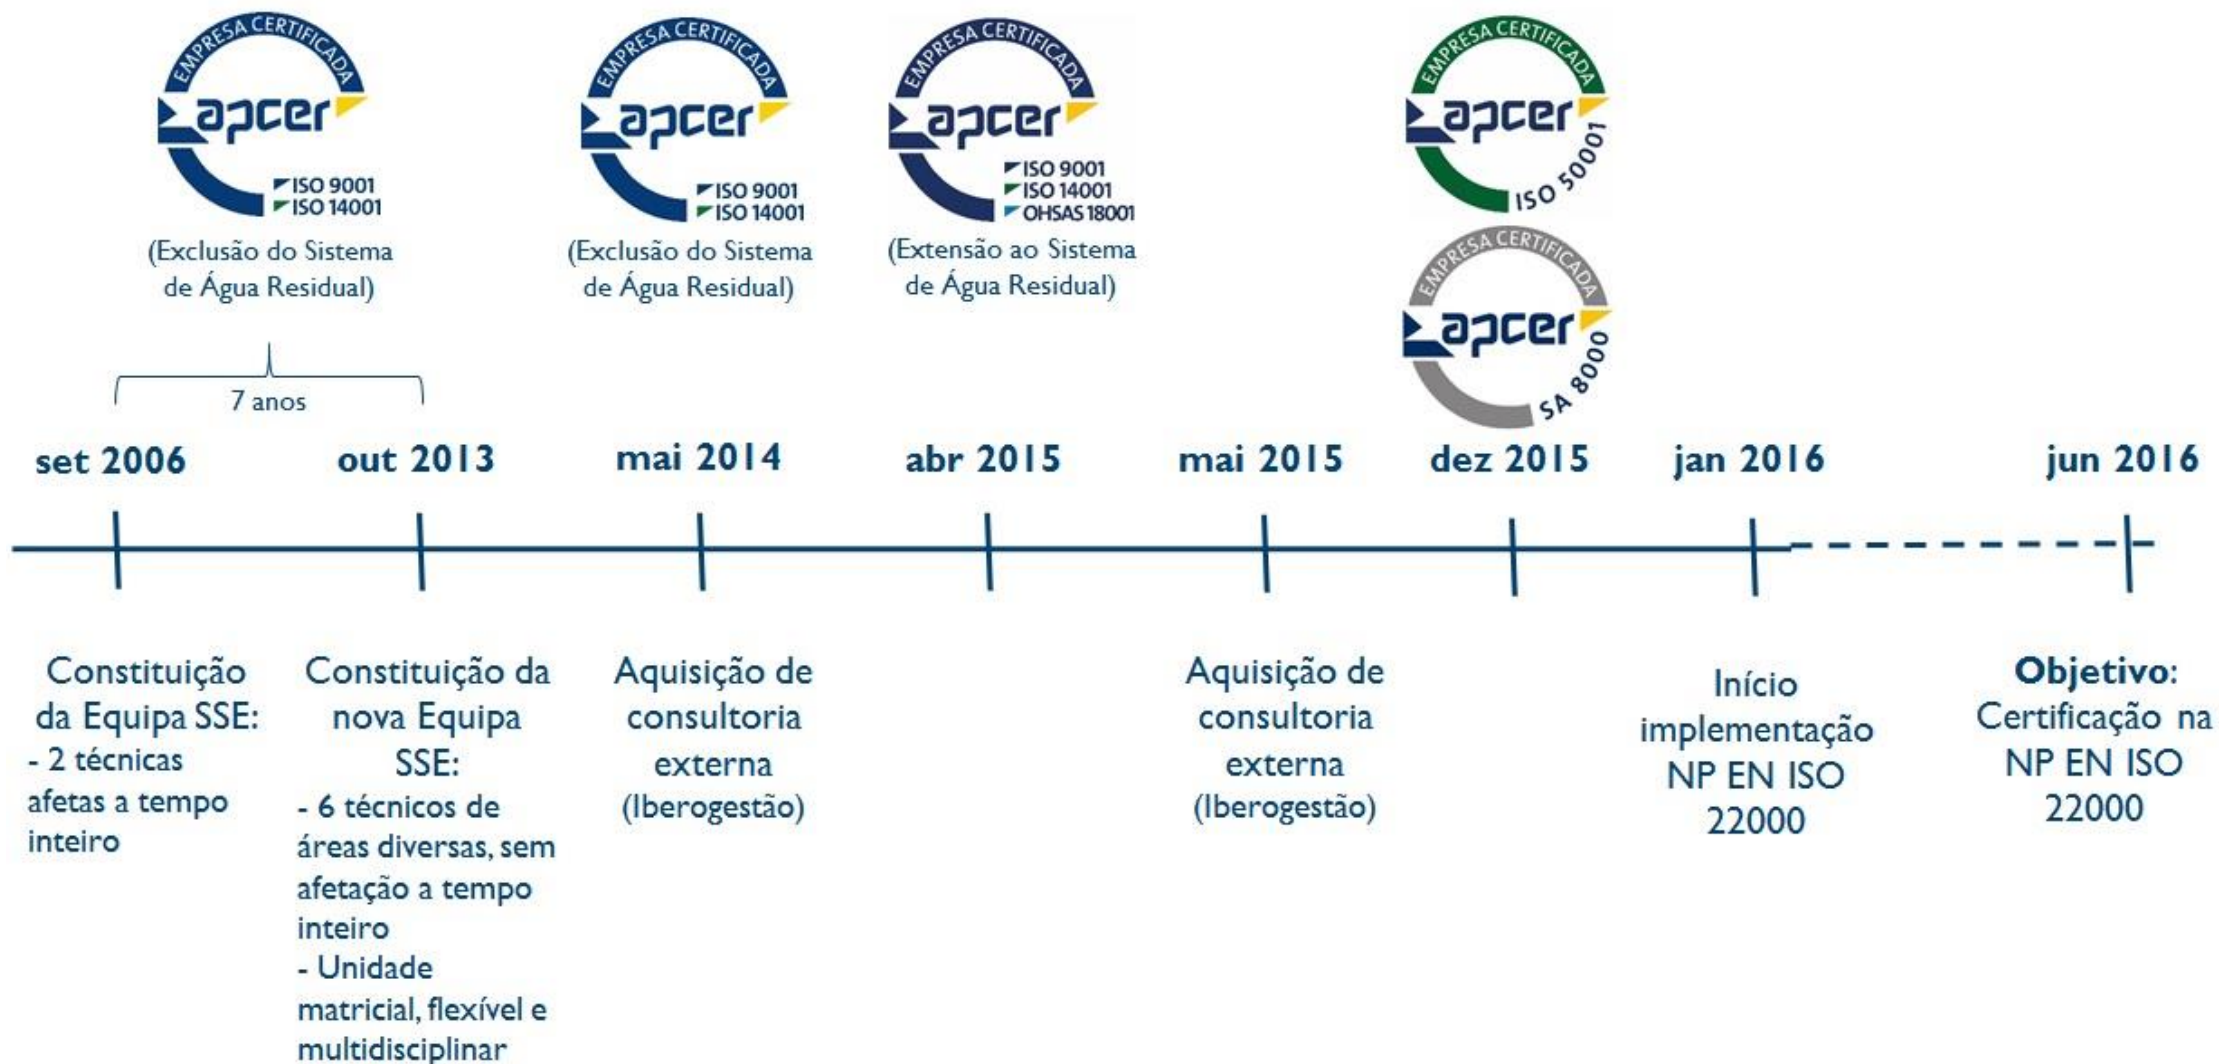 EMPRESA CERTIFICADA
apcer
ISO 9001
ISO 14001
(Exclusão do Sistema
de Água Residual)
EMPRESA CERTIFICADA
apcer
ISO 9001
ISO 14001
(Exclusão do Sistema
de Água Residual)
EMPRESA CERTIFICADA
apcer
ISO 9001
ISO 14001
OHSAS 18001
(Extensão ao Sistema
de Água Residual)
EMPRESA CERTIFICADA
apcer
ISO 50001
EMPRESA CERTIFICADA
apcer
SA 8000
7 anos
set 2006
out 2013
mai 2014
abr 2015
mai 2015
dez 2015
jan 2016
jun 2016
Constituição
da Equipa SSE:
- 2 técnicas
afetas a tempo
inteiro
Constituição da
nova Equipa
SSE:
- 6 técnicos de
áreas diversas, sem
afetação a tempo
inteiro
- Unidade
matricial, flexível e
multidisciplinar
Aquisição de
consultoria
externa
(Iberogestão)
Aquisição de
consultoria
externa
(Iberogestão)
Início
implementação
NP EN ISO
22000
Objetivo:
Certificação na
NP EN ISO
22000